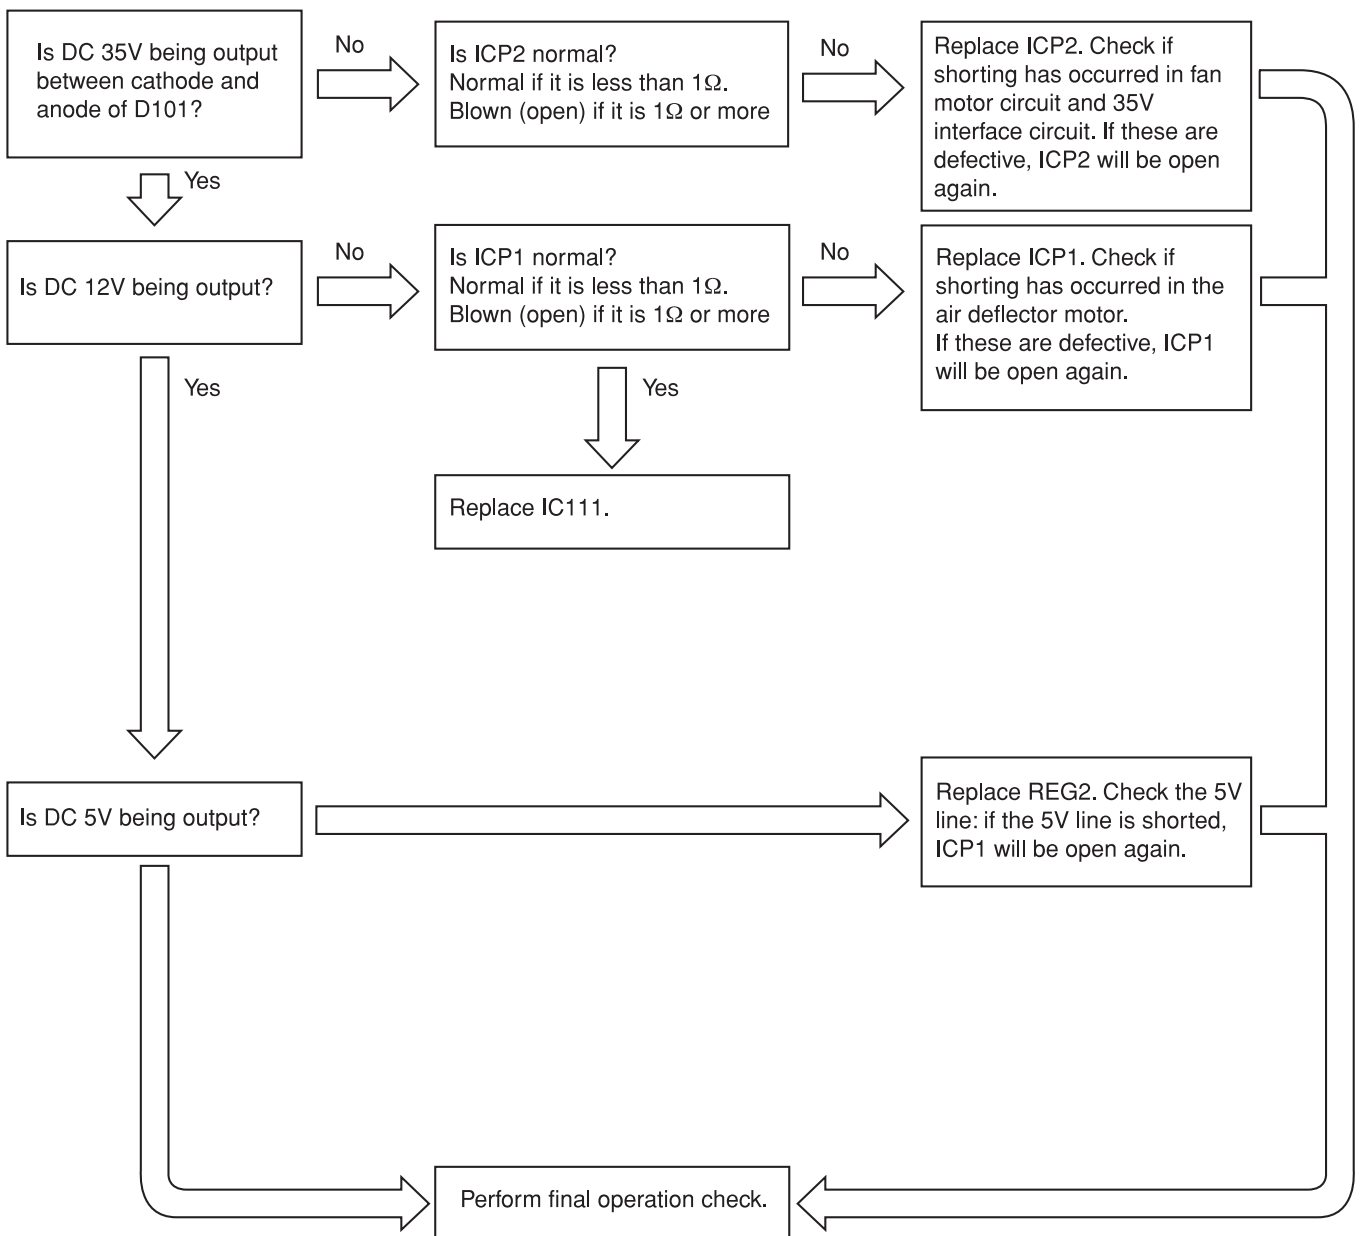 Is DC 35V being output
between cathode and
anode of D101?
No
Is ICP2 normal?
Normal if it is less than 1Ω.
Blown (open) if it is 1Ω or more
No
Replace ICP2. Check if
shorting has occurred in fan
motor circuit and 35V
interface circuit. If these are
defective, ICP2 will be open
again.
Yes
Is DC 12V being output?
No
Is ICP1 normal?
Normal if it is less than 1Ω.
Blown (open) if it is 1Ω or more
No
Replace ICP1. Check if
shorting has occurred in the
air deflector motor.
If these are defective, ICP1
will be open again.
Yes
Yes
Replace IC111.
Is DC 5V being output?
Replace REG2. Check the 5V
line: if the 5V line is shorted,
ICP1 will be open again.
Perform final operation check.